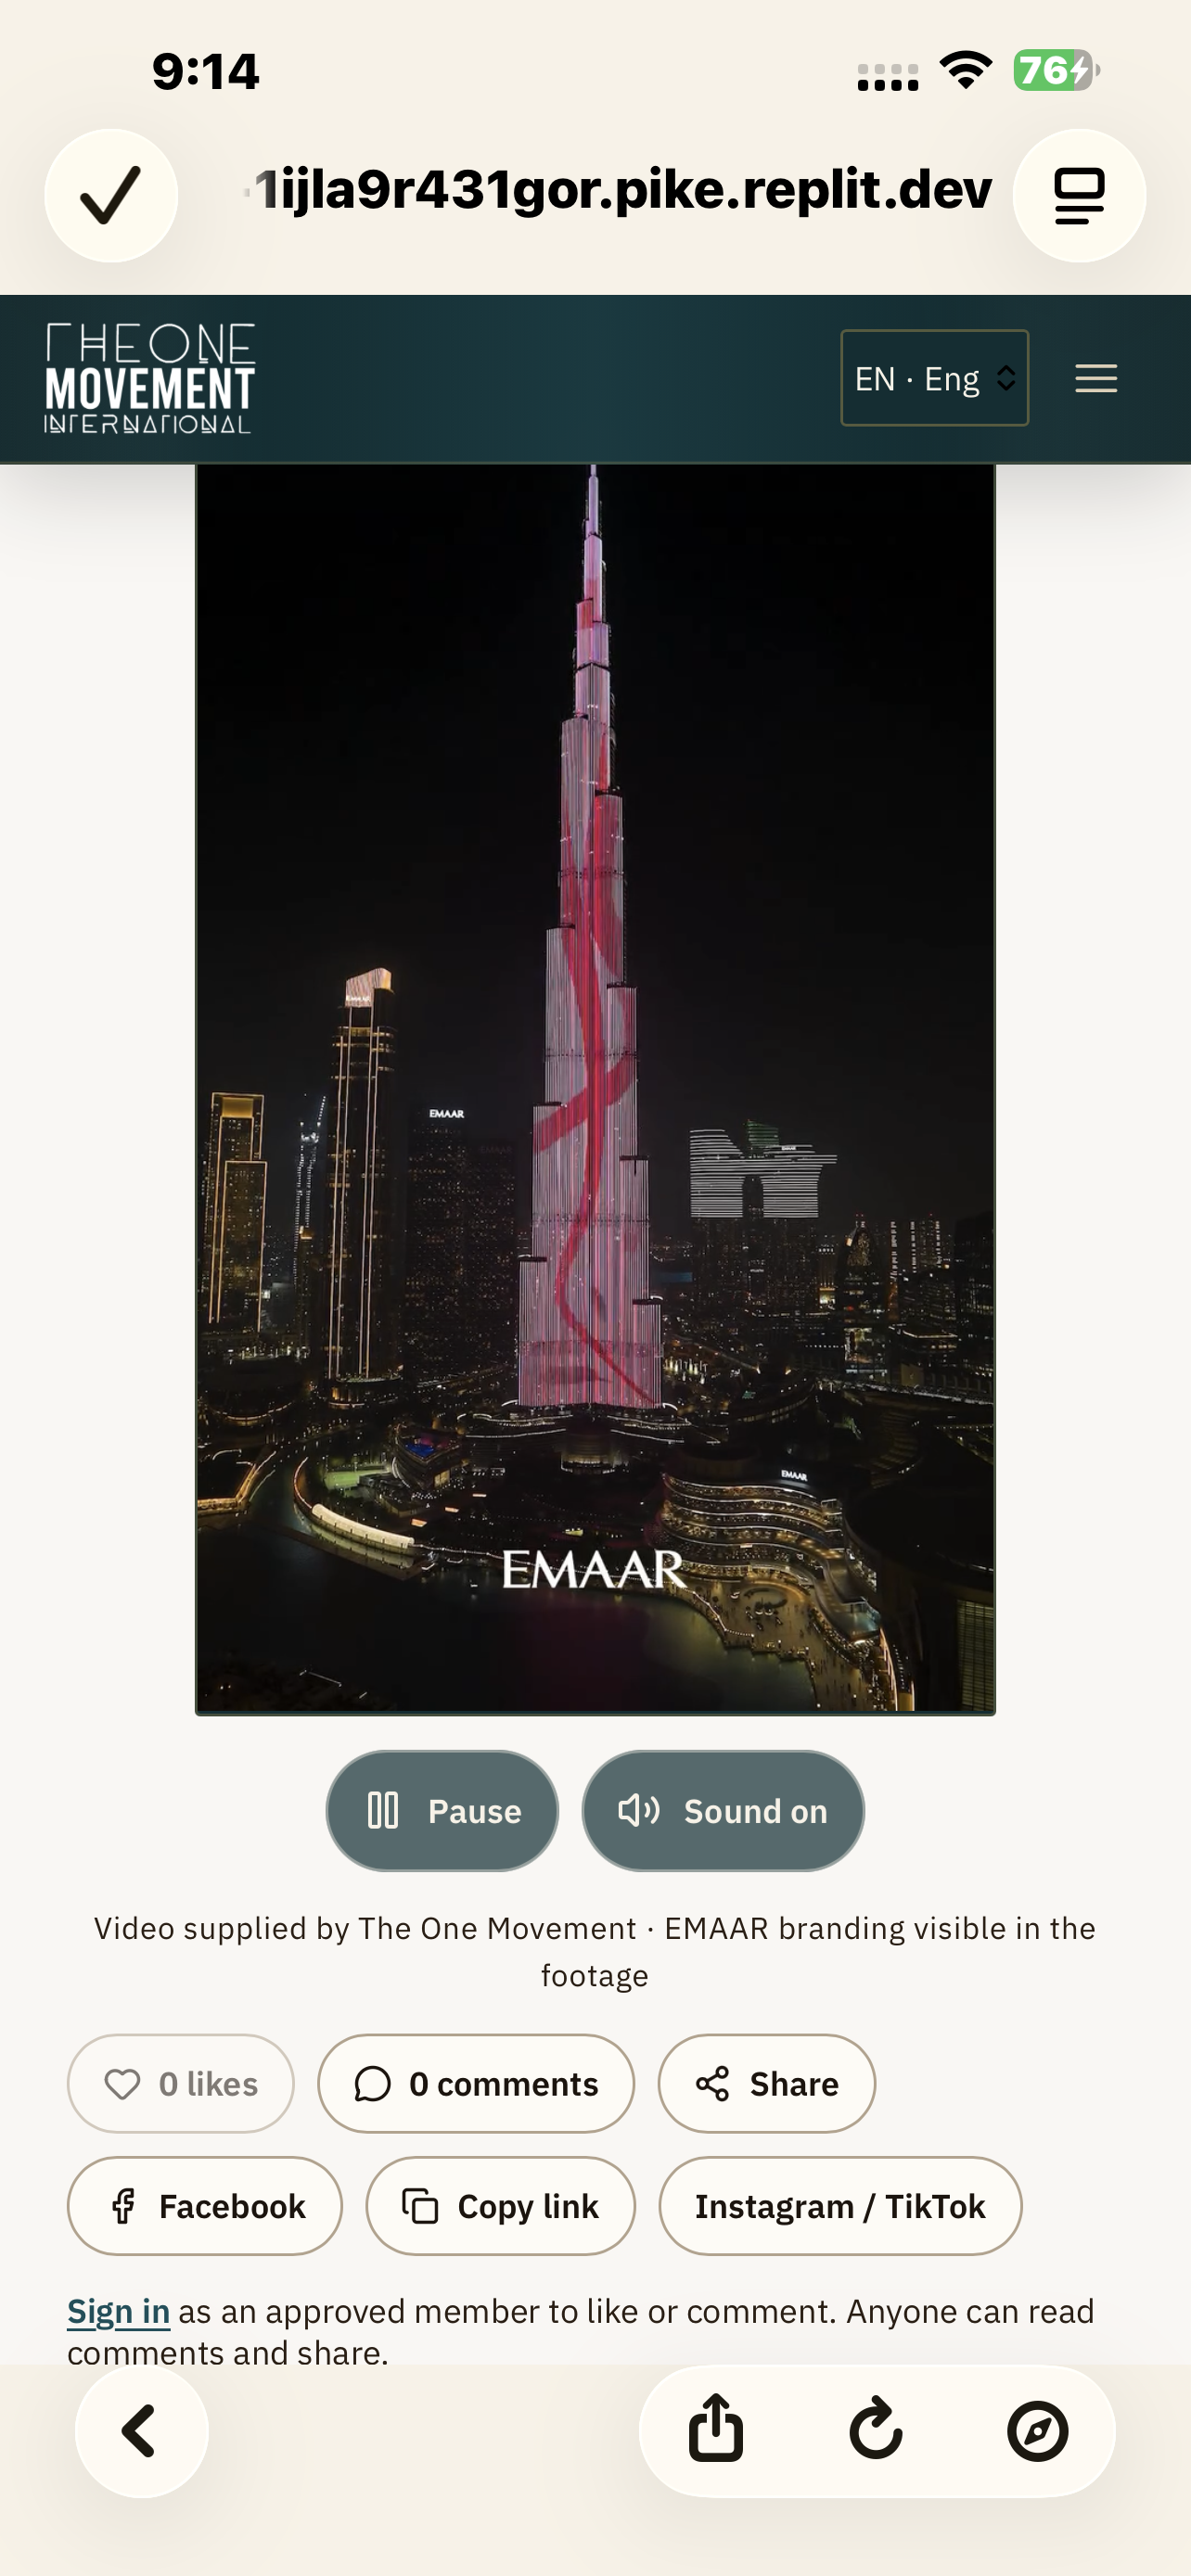 9:14
76
1ijla9r431gor.pike.replit.dev
THE ONE
MOVEMENT
INTERNATIONAL
EN · Eng
EMAAR
EMAAR
EMAAR
Pause
Sound on
Video supplied by The One Movement · EMAAR branding visible in the
footage
0 likes
0 comments
Share
Facebook
Copy link
Instagram / TikTok
Sign in as an approved member to like or comment. Anyone can read
comments and share.